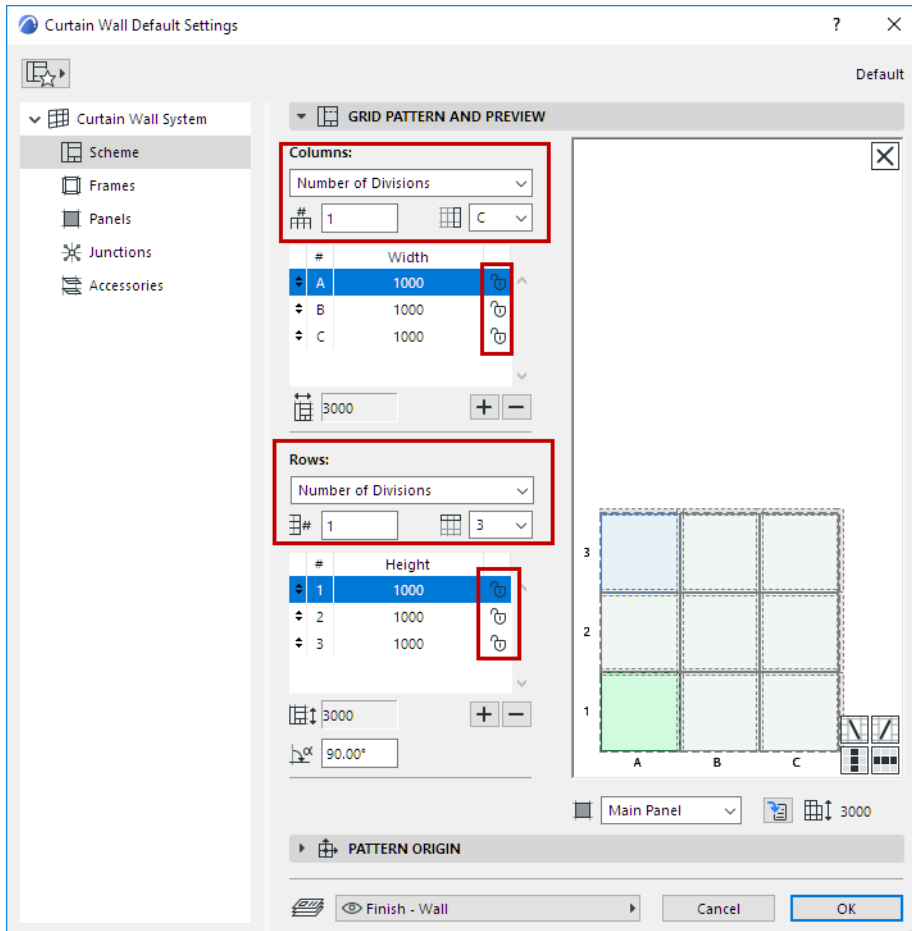 Curtain Wall Default Settings
?
Default
Curtain Wall System
Scheme
Frames
Panels
Junctions
Accessories
GRID PATTERN AND PREVIEW
Columns:
Number of Divisions
# 1 C
# Width
A 1000
B 1000
C 1000
3000
Rows:
Number of Divisions
# 1 3
# Height
1 1000
2 1000
3 1000
3000
α 90.00°
3
2
1
A B C
Main Panel 3000
PATTERN ORIGIN
Finish - Wall Cancel OK